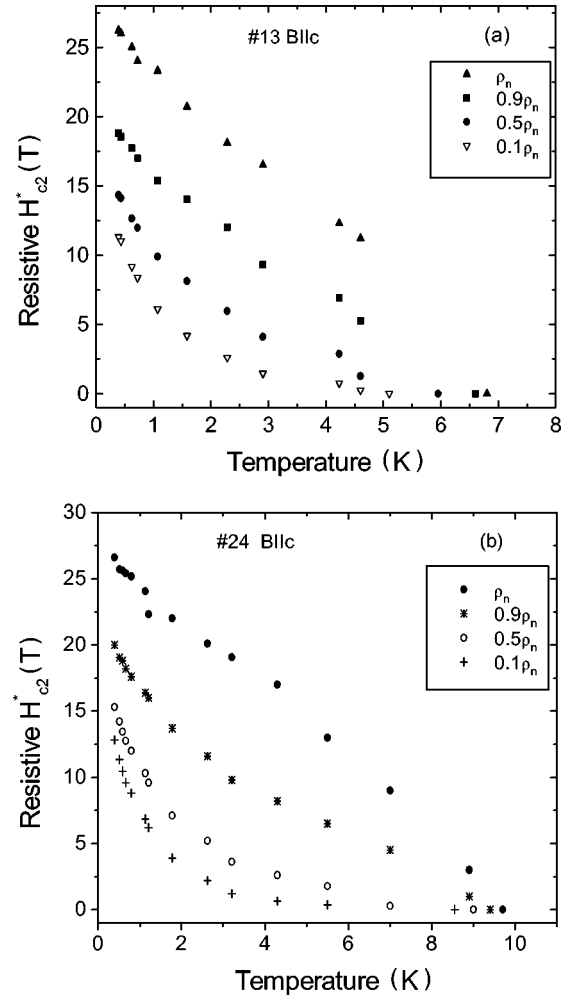 #13 BIIc
(a)
ρn
0.9ρn
0.5ρn
0.1ρn
Resistive H*c2(T)
25
20
15
10
5
0
0 1 2 3 4 5 6 7 8
Temperature (K)
#24 BIIc
(b)
ρn
0.9ρn
0.5ρn
0.1ρn
Resistive H*c2(T)
30
25
20
15
10
5
0
0 2 4 6 8 10
Temperature (K)